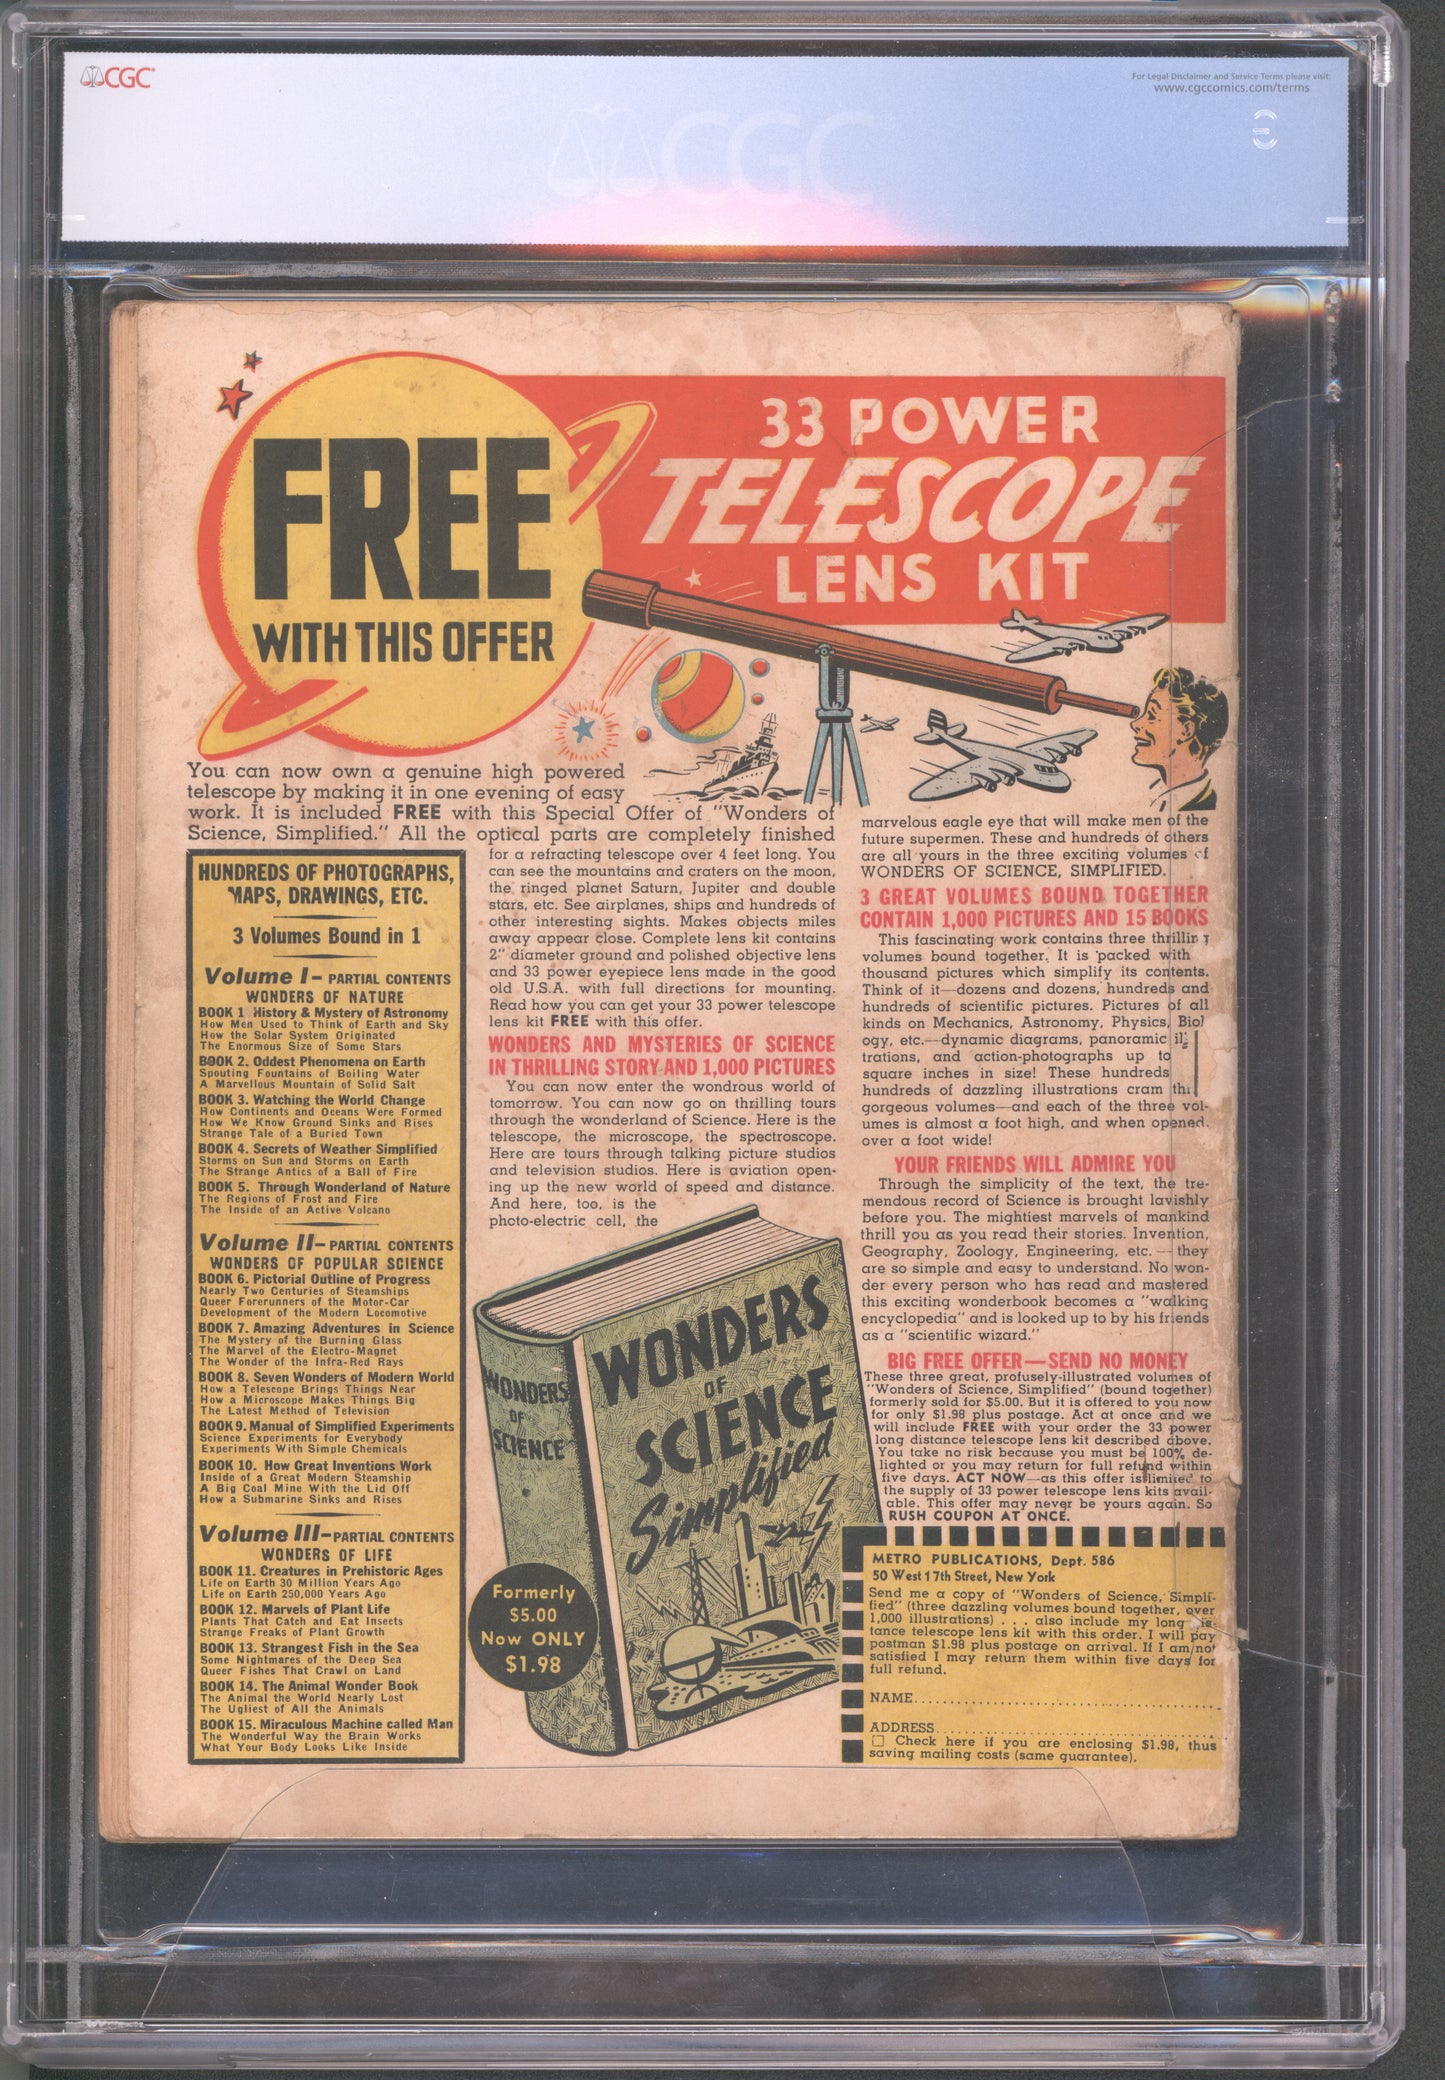 CGC
For Legal Disclaimer and Service Terms please visit:
www.cgccomics.com/terms
CGC
FREE
WITH THIS OFFER
33 POWER
TELESCOPE
LENS KIT
You can now own a genuine high powered
telescope by making it in one evening of easy
work. It is included FREE with this Special Offer of "Wonders of
Science, Simplified." All the optical parts are completely finished
for a refracting telescope over 4 feet long. You
can see the mountains and craters on the moon,
the ringed planet Saturn, Jupiter and double
stars, etc. See airplanes, ships and hundreds of
other interesting sights. Makes objects miles
away appear close. Complete lens kit contains
2" diameter ground and polished objective lens
and 33 power eyepiece lens made in the good
old U.S.A. with full directions for mounting.
Read how you can get your 33 power telescope
lens kit FREE with this offer.
WONDERS AND MYSTERIES OF SCIENCE
IN THRILLING STORY AND 1,000 PICTURES
You can now enter the wondrous world of
tomorrow. You can now go on thrilling tours
through the wonderland of Science. Here is the
telescope, the microscope, the spectroscope.
Here are tours through talking picture studios
and television studios. Here is aviation open-
ing up the new world of speed and distance.
And here, too, is the
photo-electric cell, the
marvelous eagle eye that will make men of the
future supermen. These and hundreds of others
are all yours in the three exciting volumes of
WONDERS OF SCIENCE, SIMPLIFIED.
3 GREAT VOLUMES BOUND TOGETHER
CONTAIN 1,000 PICTURES AND 15 BOOKS
This fascinating work contains three thrilling
volumes bound together. It is packed with
thousand pictures which simplify its contents.
Think of it—dozens and dozens, hundreds and
hundreds of scientific pictures. Pictures of all
kinds on Mechanics, Astronomy, Physics, Biol
ogy, etc.—dynamic diagrams, panoramic il
trations, and action-photographs up to
square inches in size! These hundreds
hundreds of dazzling illustrations cram th
gorgeous volumes—and each of the three vol-
umes is almost a foot high, and when opened,
over a foot wide!
YOUR FRIENDS WILL ADMIRE YOU
Through the simplicity of the text, the tre-
mendous record of Science is brought lavishly
before you. The mightiest marvels of mankind
thrill you as you read their stories. Invention,
Geography, Zoology, Engineering, etc. — they
are so simple and easy to understand. No won-
der every person who has read and mastered
this exciting wonderbook becomes a "walking
encyclopedia" and is looked up to by his friends
as a "scientific wizard."
BIG FREE OFFER—SEND NO MONEY
These three great, profusely-illustrated volumes of
"Wonders of Science, Simplified" (bound together)
formerly sold for $5.00. But it is offered to you now
for only $1.98 plus postage. Act at once and we
will include FREE with your order the 33 power
long distance telescope lens kit described above.
You take no risk because you must be 100% de-
lighted or you may return for full refund within
five days. ACT NOW—as this offer is limited to
the supply of 33 power telescope lens kits avail-
able. This offer may never be yours again. So
RUSH COUPON AT ONCE.
HUNDREDS OF PHOTOGRAPHS,
MAPS, DRAWINGS, ETC.
3 Volumes Bound in 1
Volume I— PARTIAL CONTENTS
WONDERS OF NATURE
BOOK 1 History & Mystery of Astronomy
How Men Used to Think of Earth and Sky
How the Solar System Originated
The Enormous Size of Some Stars
BOOK 2. Oddest Phenomena on Earth
Spouting Fountains of Boiling Water
A Marvellous Mountain of Solid Salt
BOOK 3. Watching the World Change
How Continents and Oceans Were Formed
How We Know Ground Sinks and Rises
Strange Tale of a Buried Town
BOOK 4. Secrets of Weather Simplified
Storms on Sun and Storms on Earth
The Strange Antics of a Ball of Fire
BOOK 5. Through Wonderland of Nature
The Regions of Frost and Fire
The Inside of an Active Volcano
Volume II— PARTIAL CONTENTS
WONDERS OF POPULAR SCIENCE
BOOK 6. Pictorial Outline of Progress
Nearly Two Centuries of Steamships
Queer Forerunners of the Motor-Car
Development of the Modern Locomotive
BOOK 7. Amazing Adventures in Science
The Mystery of the Burning Glass
The Marvel of the Electro-Magnet
The Wonder of the Infra-Red Rays
BOOK 8. Seven Wonders of Modern World
How a Telescope Brings Things Near
How a Microscope Makes Things Big
The Latest Method of Television
BOOK 9. Manual of Simplified Experiments
Science Experiments for Everybody
Experiments With Simple Chemicals
BOOK 10. How Great Inventions Work
Inside of a Great Modern Steamship
A Big Coal Mine With the Lid Off
How a Submarine Sinks and Rises
Volume III—PARTIAL CONTENTS
WONDERS OF LIFE
BOOK 11. Creatures in Prehistoric Ages
Life on Earth 30 Million Years Ago
Life on Earth 250,000 Years Ago
BOOK 12. Marvels of Plant Life
Plants That Catch and Eat Insects
Strange Freaks of Plant Growth
BOOK 13. Strangest Fish in the Sea
Some Nightmares of the Deep Sea
Queer Fishes That Crawl on Land
BOOK 14. The Animal Wonder Book
The Animal the World Nearly Lost
The Ugliest of All the Animals
BOOK 15. Miraculous Machine called Man
The Wonderful Way the Brain Works
What Your Body Looks Like Inside
WONDERS
OF
SCIENCE
WONDERS
OF
SCIENCE
Simplified
Formerly
$5.00
Now ONLY
$1.98
METRO PUBLICATIONS, Dept. 586
50 West 17th Street, New York
Send me a copy of "Wonders of Science, Simpli-
fied" (three dazzling volumes bound together, over
1,000 illustrations) . . . also include my long is-
tance telescope lens kit with this order. I will pay
postman $1.98 plus postage on arrival. If I am not
satisfied I may return them within five days for
full refund.
NAME
ADDRESS
☐ Check here if you are enclosing $1.98, thus
saving mailing costs (same guarantee).